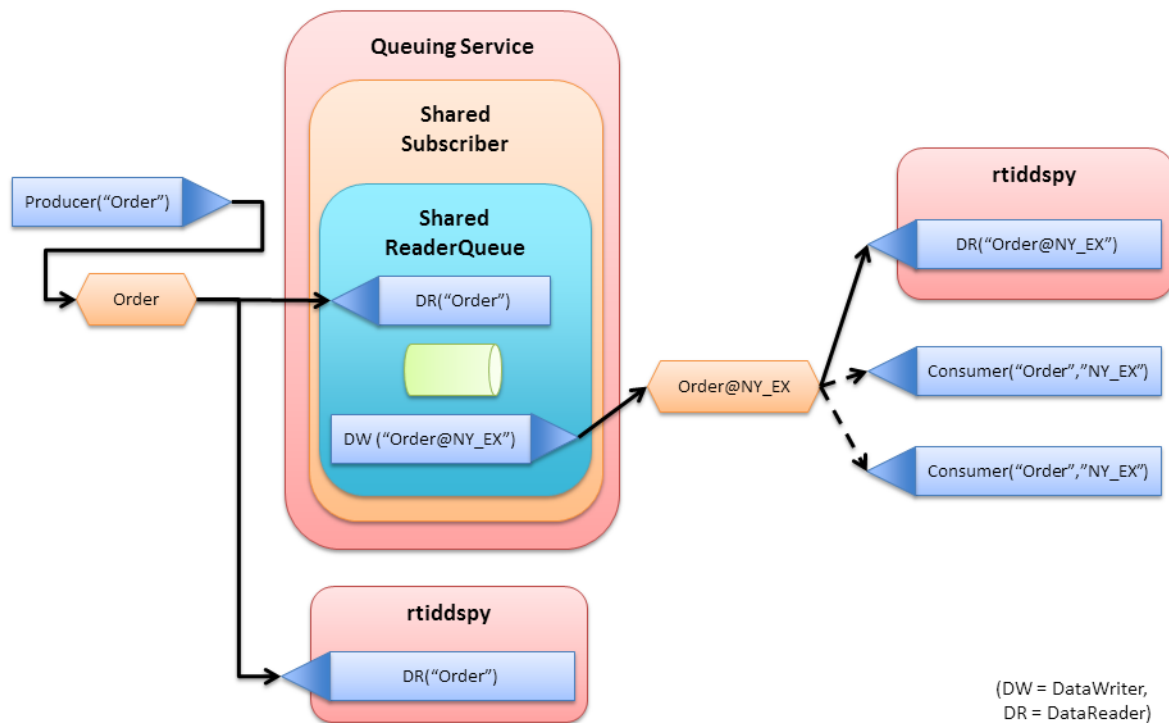 Queuing Service
Shared
Subscriber
Producer(“Order”)
Shared
ReaderQueue
Order
DR(“Order”)
DW (“Order@NY_EX”)
Order@NY_EX
rtiddspy
DR(“Order@NY_EX”)
Consumer(“Order”,”NY_EX”)
Consumer(“Order”,”NY_EX”)
rtiddspy
DR(“Order”)
(DW = DataWriter,
DR = DataReader)